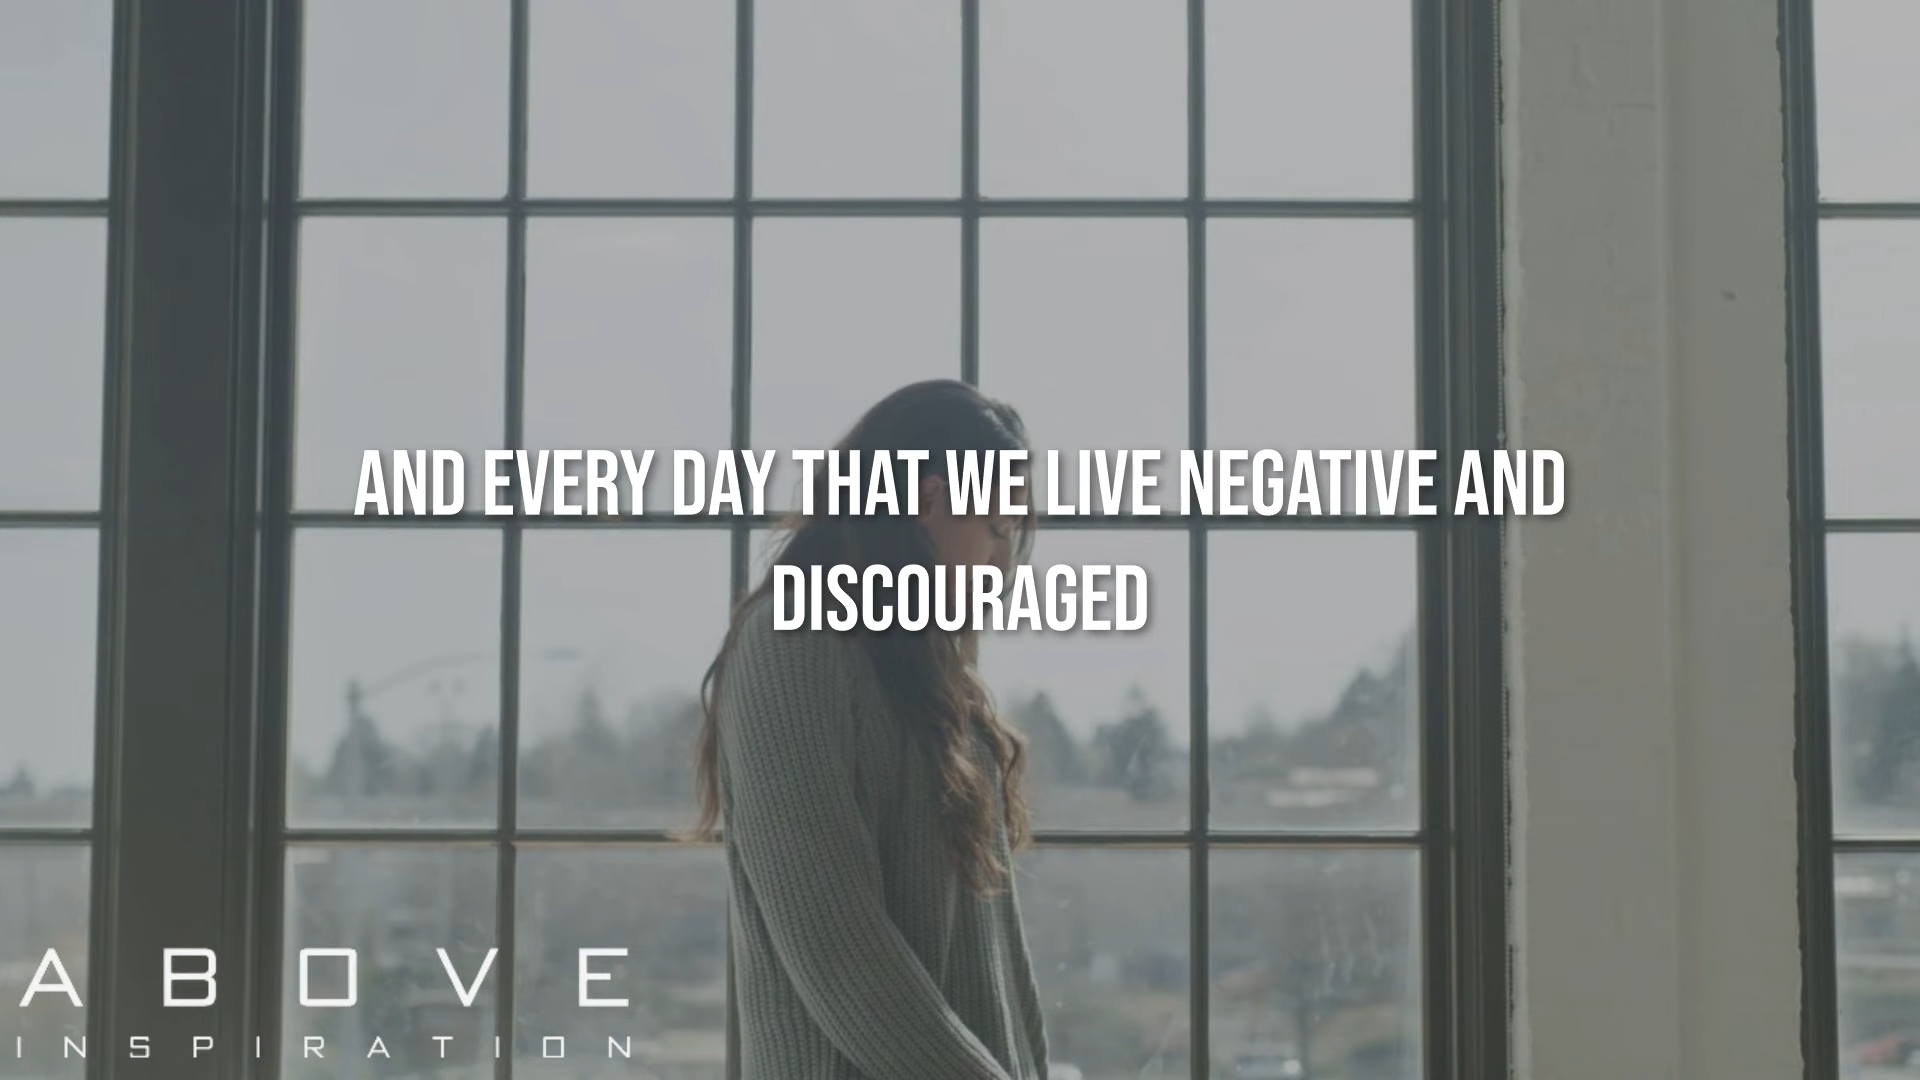 AND EVERY DAY THAT WE LIVE NEGATIVE AND
DISCOURAGED
ABOVE
INSPIRATION